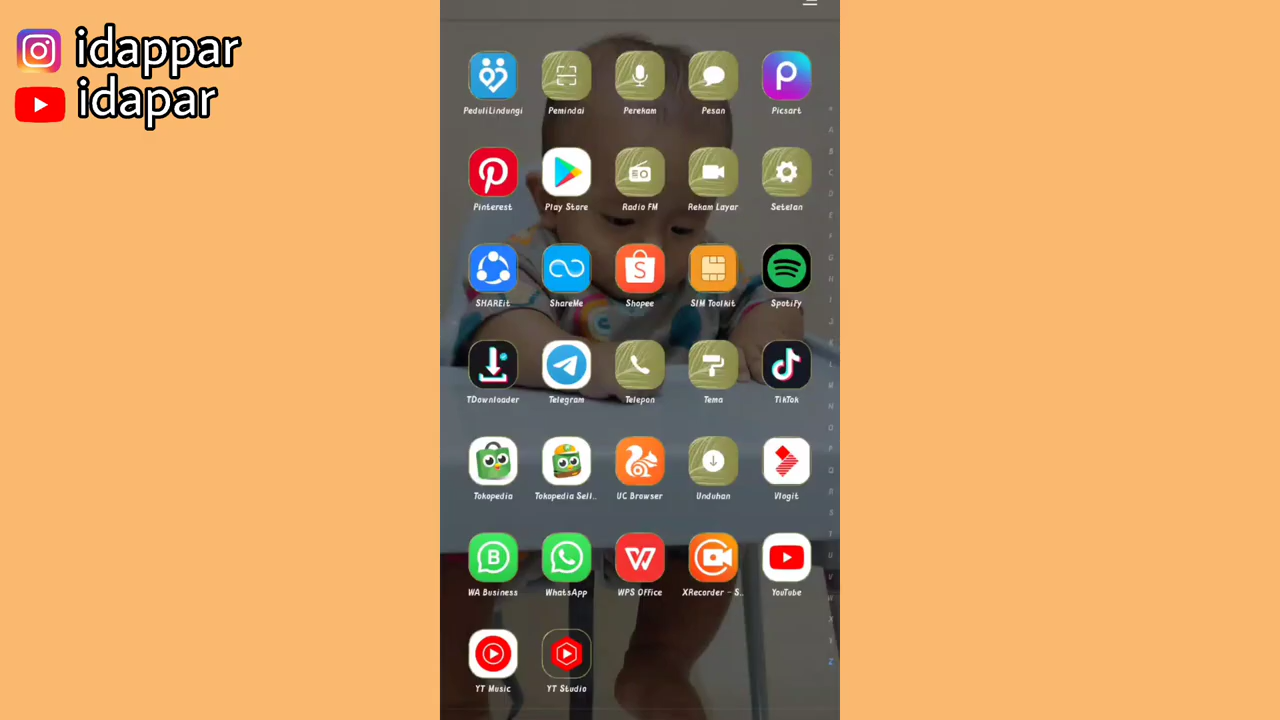 idappar
idapar
PeduliLindungi Pemindai Perekam Pesan Picsart
Pinterest Play Store Radio FM Rekam Layar Setelan
SHAREit ShareMe Shopee SIM Toolkit Spotify
TDownloader Telegram Telepon Tema TikTok
Tokopedia Tokopedia Sell.. UC Browser Unduhan Vlogit
WA Business WhatsApp WPS Office XRecorder - S.. YouTube
YT Music YT Studio